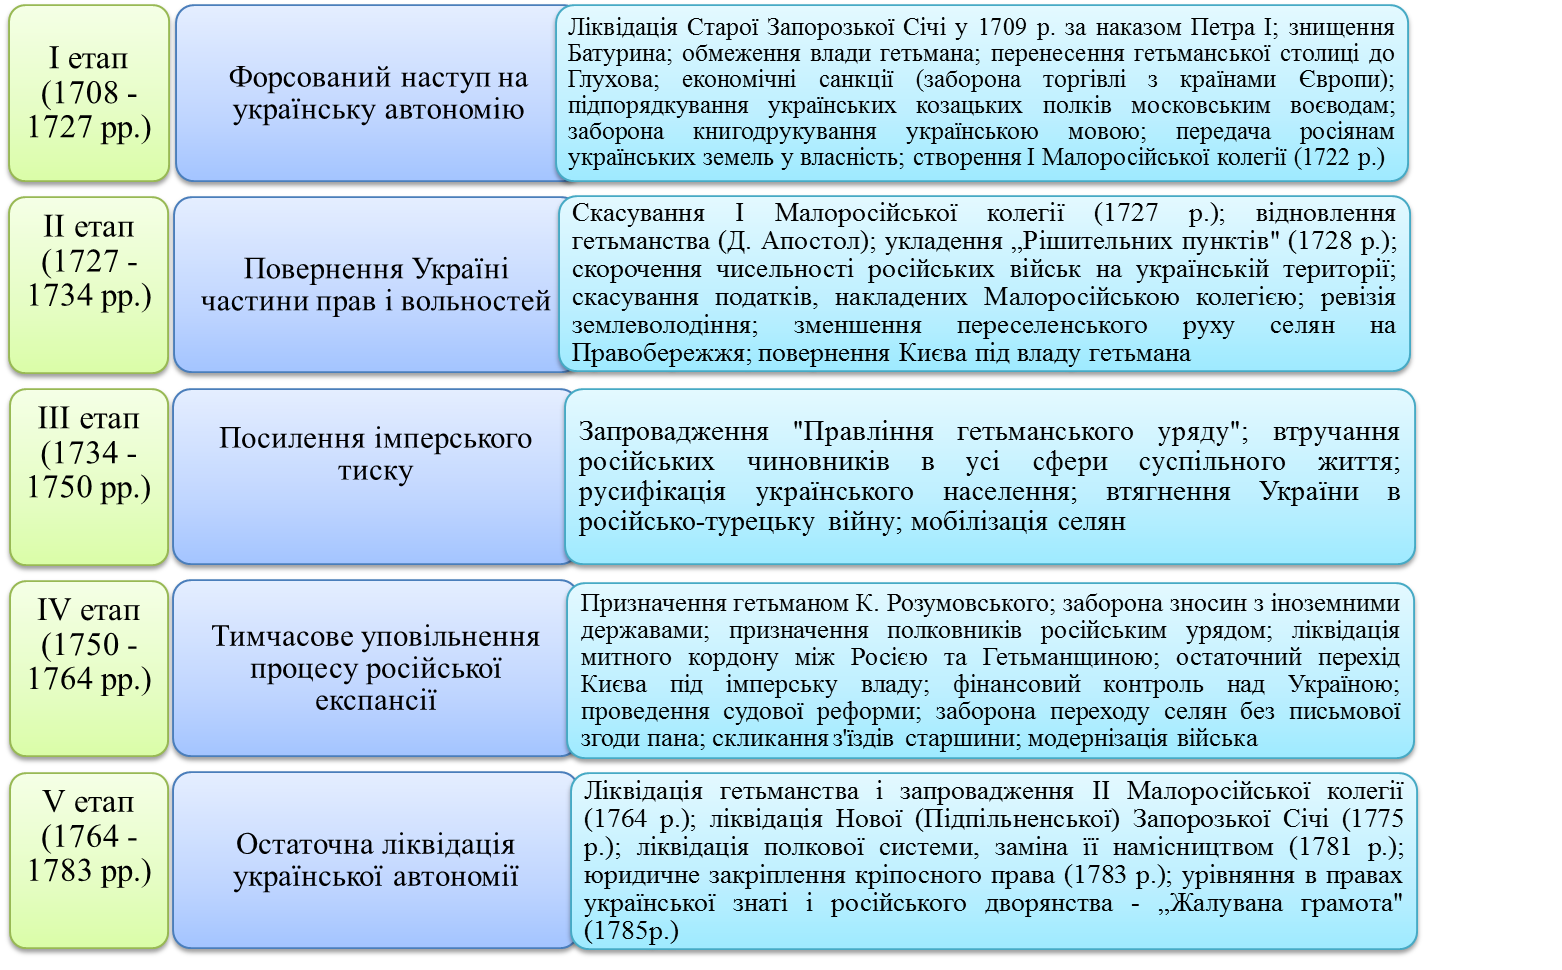 І етап
(1708 -
1727 рр.)
Форсований наступ на
українську автономію
Ліквідація Старої Запорозької Січі у 1709 р. за наказом Петра І; знищення
Батурина; обмеження влади гетьмана; перенесення гетьманської столиці до
Глухова; економічні санкції (заборона торгівлі з країнами Європи);
підпорядкування українських козацьких полків московським воєводам;
заборона книгодрукування українською мовою; передача росіянам
українських земель у власність; створення І Малоросійської колегії (1722 р.)
ІІ етап
(1727 -
1734 рр.)
Повернення Україні
частини прав і вольностей
Скасування І Малоросійської колегії (1727 р.); відновлення
гетьманства (Д. Апостол); укладення „Рішительних пунктів" (1728 р.);
скорочення чисельності російських військ на українській території;
скасування податків, накладених Малоросійською колегією; ревізія
землеволодіння; зменшення переселенського руху селян на
Правобережжя; повернення Києва під владу гетьмана
ІІІ етап
(1734 -
1750 рр.)
Посилення імперського
тиску
Запровадження "Правління гетьманського уряду"; втручання
російських чиновників в усі сфери суспільного життя;
русифікація українського населення; втягнення України в
російсько-турецьку війну; мобілізація селян
IV етап
(1750 -
1764 рр.)
Тимчасове уповільнення
процесу російської
експансії
Призначення гетьманом К. Розумовського; заборона зносин з іноземними
державами; призначення полковників російським урядом; ліквідація
митного кордону між Росією та Гетьманщиною; остаточний перехід
Києва під імперську владу; фінансовий контроль над Україною;
проведення судової реформи; заборона переходу селян без письмової
згоди пана; скликання з'їздів старшини; модернізація війська
V етап
(1764 -
1783 рр.)
Остаточна ліквідація
української автономії
Ліквідація гетьманства і запровадження ІІ Малоросійської колегії
(1764 р.); ліквідація Нової (Підпільненської) Запорозької Січі (1775
р.); ліквідація полкової системи, заміна її намісництвом (1781 р.);
юридичне закріплення кріпосного права (1783 р.); урівняння в правах
української знаті і російського дворянства - „Жалувана грамота"
(1785р.)